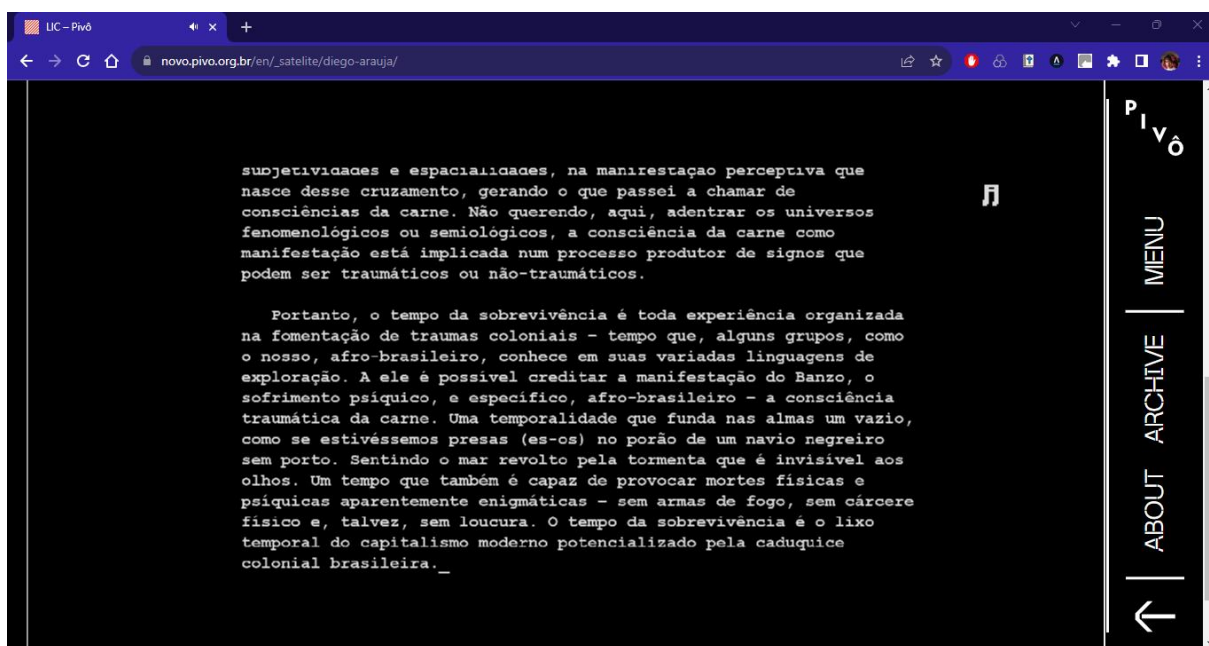 LIC – Pivô
novo.pivo.org.br/en/_satelite/diego-arauja/
subjetividades e espacialidades, na manifestação perceptiva que
nasce desse cruzamento, gerando o que passei a chamar de
consciências da carne. Não querendo, aqui, adentrar os universos
fenomenológicos ou semiológicos, a consciência da carne como
manifestação está implicada num processo produtor de signos que
podem ser traumáticos ou não-traumáticos.
Portanto, o tempo da sobrevivência é toda experiência organizada
na fomentação de traumas coloniais – tempo que, alguns grupos, como
o nosso, afro-brasileiro, conhece em suas variadas linguagens de
exploração. A ele é possível creditar a manifestação do Banzo, o
sofrimento psíquico, e específico, afro-brasileiro – a consciência
traumática da carne. Uma temporalidade que funda nas almas um vazio,
como se estivéssemos presas (es-os) no porão de um navio negreiro
sem porto. Sentindo o mar revolto pela tormenta que é invisível aos
olhos. Um tempo que também é capaz de provocar mortes físicas e
psíquicas aparentemente enigmáticas – sem armas de fogo, sem cárcere
físico e, talvez, sem loucura. O tempo da sobrevivência é o lixo
temporal do capitalismo moderno potencializado pela caduquice
colonial brasileira._
PIVÔ
MENU
ARCHIVE
ABOUT